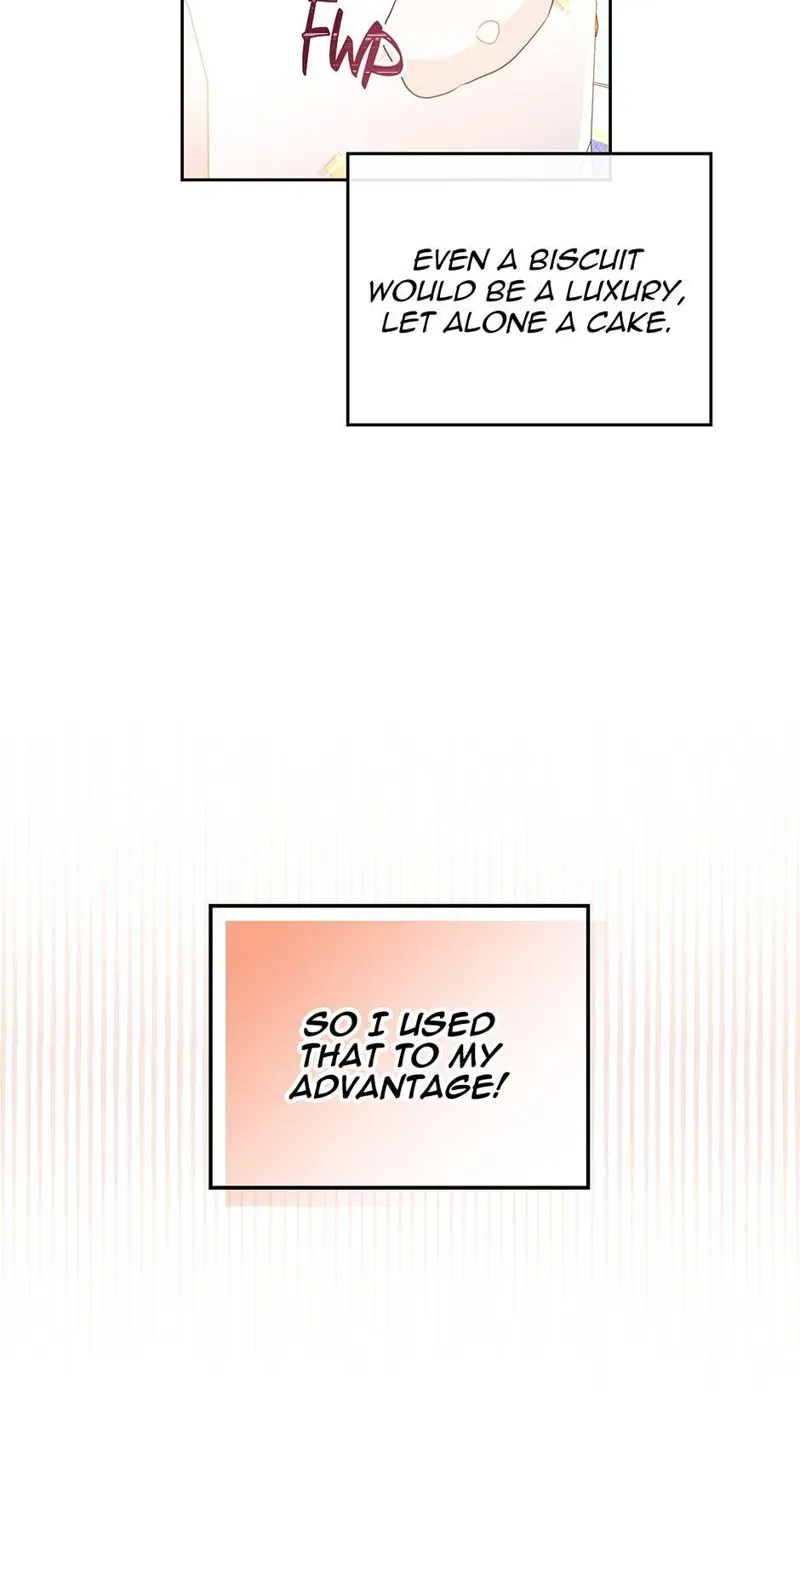 FWP
EVEN A BISCUIT
WOULD BE A LUXURY,
LET ALONE A CAKE.
SO I USED
THAT TO MY
ADVANTAGE!